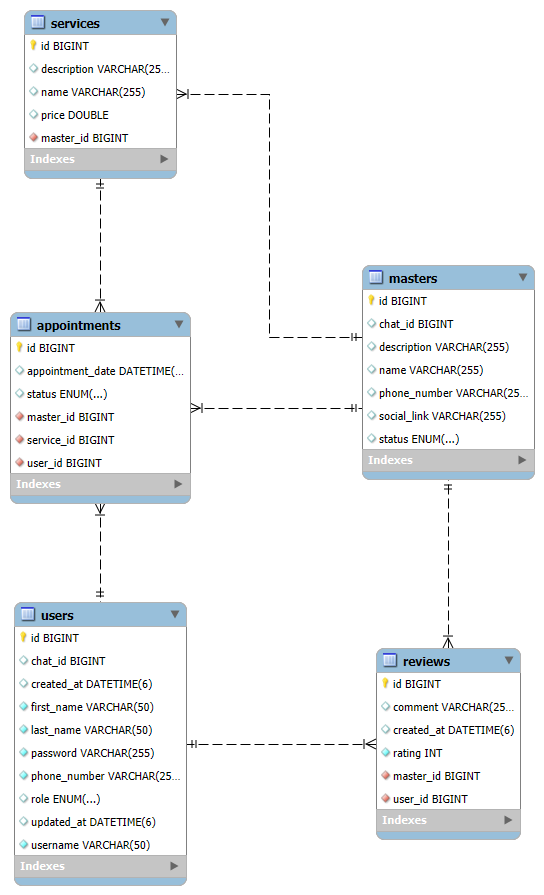 services
id BIGINT
description VARCHAR(25...
name VARCHAR(255)
price DOUBLE
master_id BIGINT
Indexes
masters
id BIGINT
chat_id BIGINT
description VARCHAR(255)
name VARCHAR(255)
phone_number VARCHAR(25...
social_link VARCHAR(255)
status ENUM(...)
Indexes
appointments
id BIGINT
appointment_date DATETIME(...
status ENUM(...)
master_id BIGINT
service_id BIGINT
user_id BIGINT
Indexes
users
id BIGINT
chat_id BIGINT
created_at DATETIME(6)
first_name VARCHAR(50)
last_name VARCHAR(50)
password VARCHAR(255)
phone_number VARCHAR(25...
role ENUM(...)
updated_at DATETIME(6)
username VARCHAR(50)
Indexes
reviews
id BIGINT
comment VARCHAR(25...
created_at DATETIME(6)
rating INT
master_id BIGINT
user_id BIGINT
Indexes